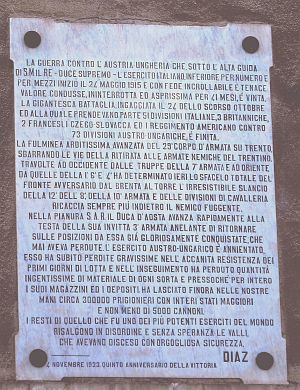 LA GUERRA CONTRO L'AUSTRIA-UNGHERIA CHE, SOTTO L'ALTA GUIDA
DI S.M. IL RE - DUCE SUPREMO - L'ESERCITO ITALIANO, INFERIORE PER NUMERO E
PER MEZZI, INIZIÒ IL 24 MAGGIO 1915 E CON FEDE INCROLLABILE E TENACE
VALORE CONDUSSE, ININTERROTTA ED ASPRISSIMA PER 41 MESI, È VINTA.
LA GIGANTESCA BATTAGLIA, INGAGGIATA IL 24 DELLO SCORSO OTTOBRE
ED ALLA QUALE PRENDEVANO PARTE 51 DIVISIONI ITALIANE, 3 BRITANNICHE,
2 FRANCESI, 1 CZECO-SLOVACCA ED 1 REGGIMENTO AMERICANO CONTRO
73 DIVISIONI AUSTRO-UNGARICHE, È FINITA.
LA FULMINEA ARDITISSIMA AVANZATA DEL 29° CORPO D'ARMATA SU TRENTO,
SBARRANDO LE VIE DELLA RITIRATA ALLE ARMATE NEMICHE DEL TRENTINO,
TRAVOLTE AD OCCIDENTE DALLE TRUPPE DELLA 7ª ARMATA E AD ORIENTE
DA QUELLE DELLA 1ª 6ª E 4ª HA DETERMINATO IERI LO SFACELO TOTALE DEL
FRONTE AVVERSARIO. DAL BRENTA AL TORRE L'IRRESISTIBILE SLANCIO
DELLA 12ª DELL'8ª, DELLA 10ª ARMATA E DELLE DIVISIONI DI CAVALLERIA
RICACCIA SEMPRE PIÙ INDIETRO IL NEMICO FUGGENTE.
NELLA PIANURA S.A.R. IL DUCA D'AOSTA AVANZA RAPIDAMENTE ALLA
TESTA DELLA SUA INVITTA 3ª ARMATA ANELANTE DI RITORNARE
SULLE POSIZIONI DA ESSA GIÀ GLORIOSAMENTE CONQUISTATE, CHE
MAI AVEVA PERDUTE. L'ESERCITO AUSTRO-UNGARICO È ANNIENTATO,
ESSO HA SUBITO PERDITE GRAVISSIME NELL'ACCANITA RESISTENZA DEI
PRIMI GIORNI DI LOTTA E NELL'INSEGUIMENTO HA PERDUTO QUANTITÀ
INGENTISSIME DI MATERIALE DI OGNI SORTA E PRESSOCHÉ PER INTERO
I SUOI MAGAZZINI ED I DEPOSITI. HA LASCIATO FINORA NELLE NOSTRE
MANI CIRCA 300000 PRIGIONIERI CON INTERI STATI MAGGIORI
E NON MENO DI 5000 CANNONI.
I RESTI DI QUELLO CHE FU UNO DEI PIÙ POTENTI ESERCITI DEL MONDO
RISALGONO IN DISORDINE E SENZA SPERANZA LE VALLI,
CHE AVEVANO DISCESO CON ORGOGLIOSA SICUREZZA.
DIAZ
4 NOVEMBRE 1923 QUINTO ANNIVERSARIO DELLA VITTORIA